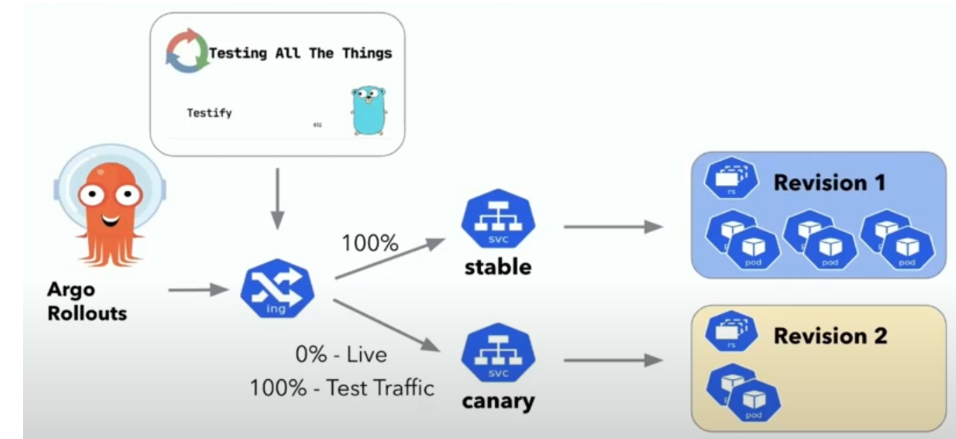 Testing All The Things
Testify
Argo
Rollouts
ing
100%
0% - Live
100% - Test Traffic
svc
stable
svc
canary
rs
Revision 1
pod
pod
pod
rs
Revision 2
pod